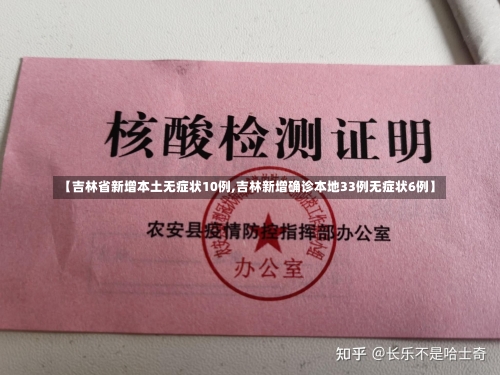 核酸检测证明
【吉林省新增本土无症状10例,吉林新增确诊本地33例无症状6例】
农安县疫情防控指挥部办公室
办公室
知乎 @长乐不是哈士奇